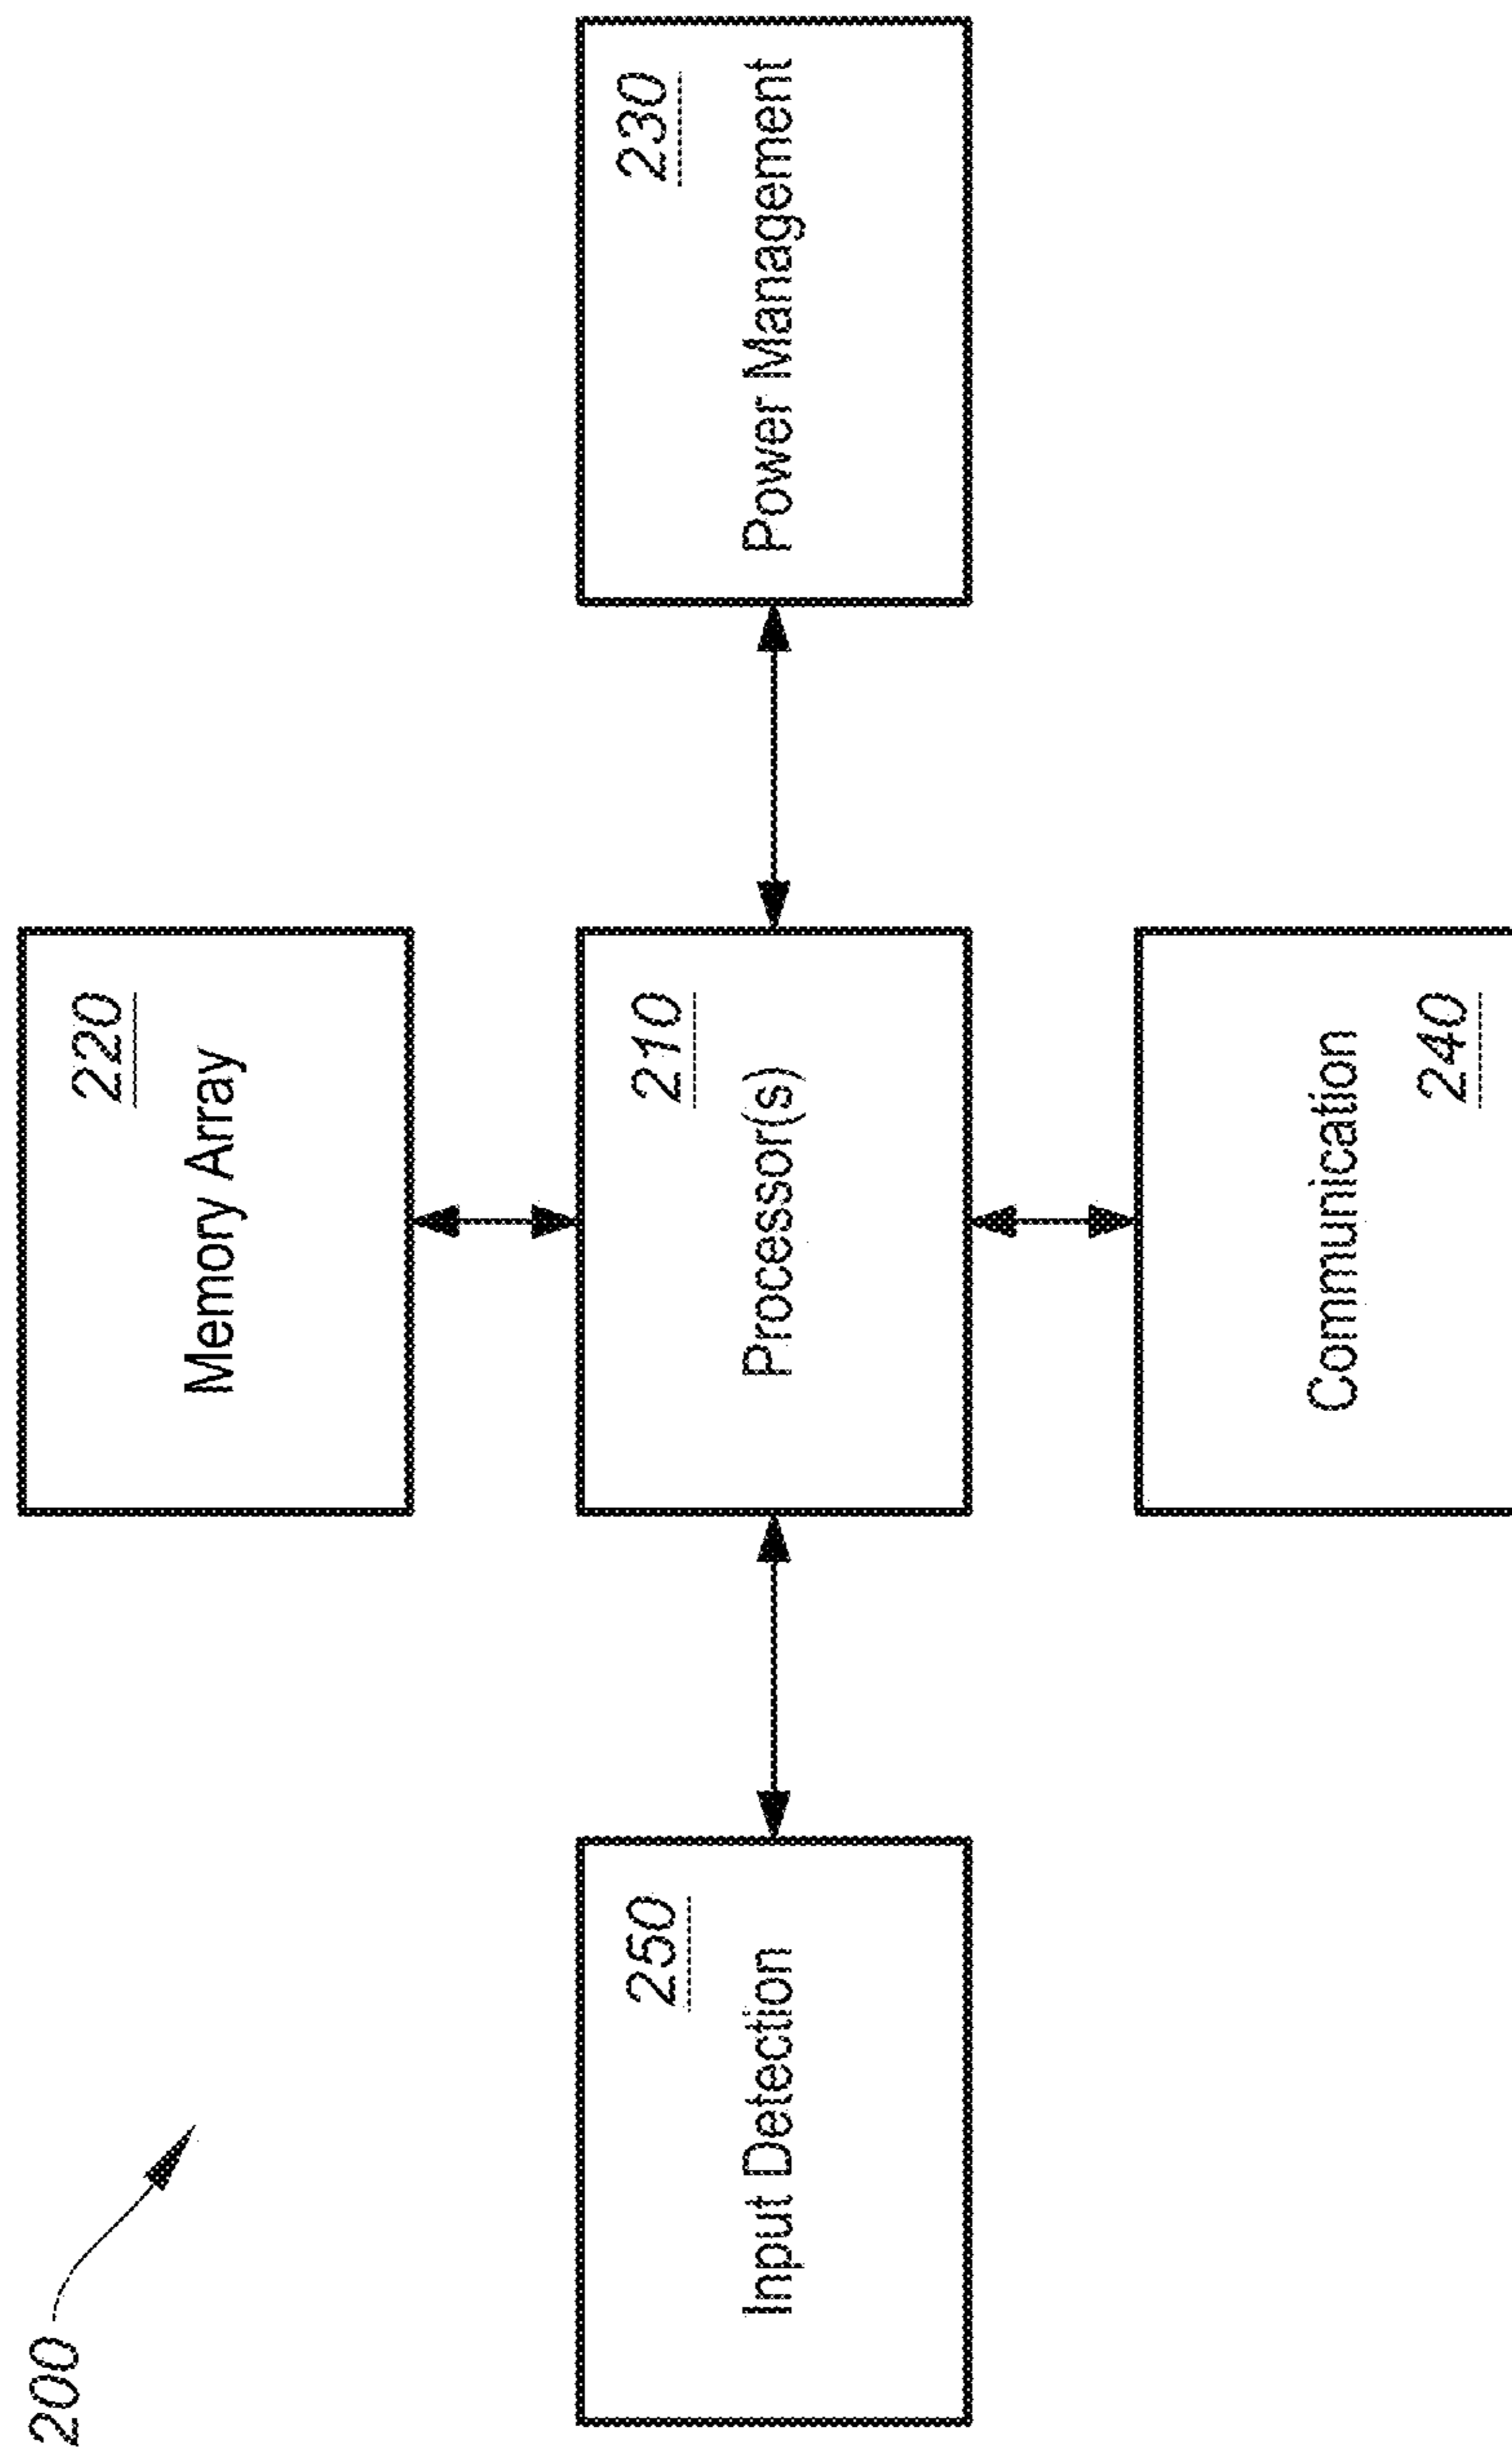 200
220
Memory Array
250
Input Detection
210
Processor(s)
230
Power Management
Communication
240